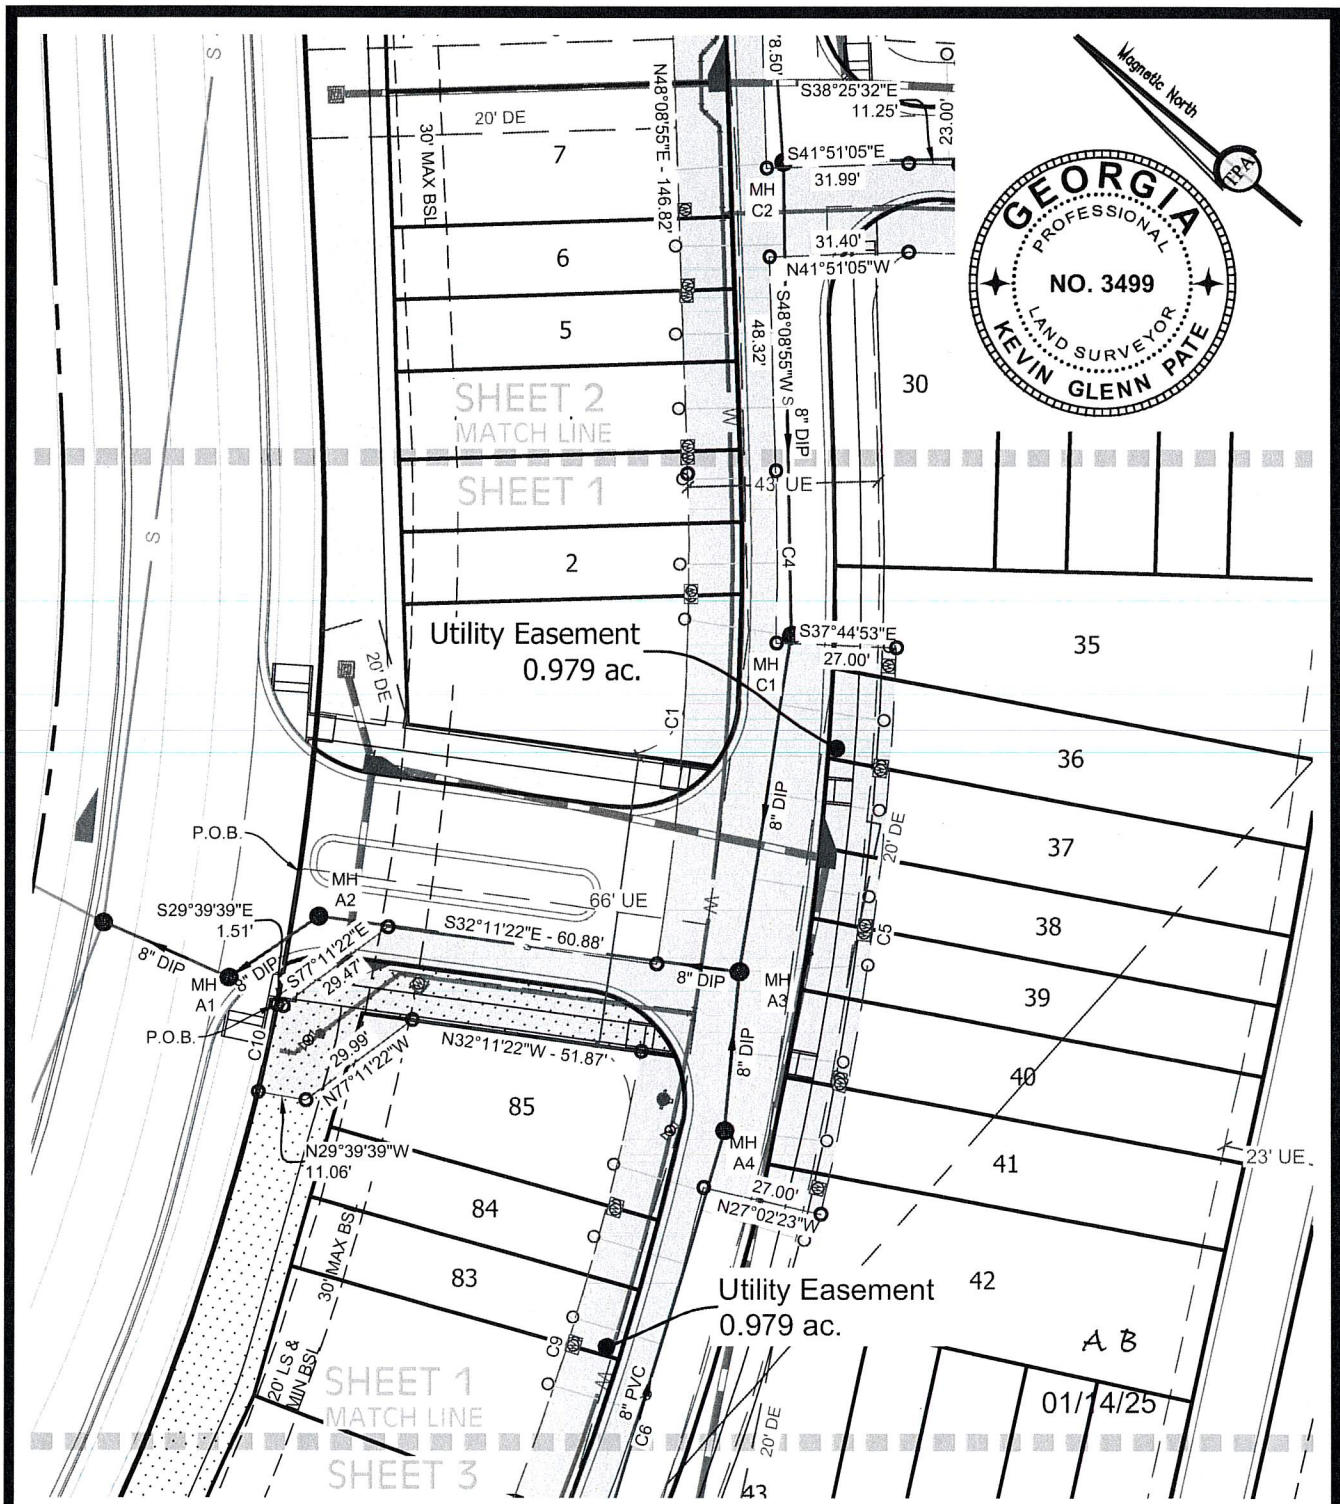 S
8.50'
S38°25'32"E
11.25'
23.00'
Magnetic North
TPA
20' DE
7
30' MAX BSL
N48°08'55"E - 146.82'
S41°51'05"E
31.99'
MH
C2
31.40'
N41°51'05"W
GEORGIA
PROFESSIONAL
NO. 3499
LAND SURVEYOR
KEVIN GLENN PATE
6
5
S48°08'55"W
48.32'
S
8" DIP
30
SHEET 2
MATCH LINE
SHEET 1
W
43' UE
S
2
C4
Utility Easement
0.979 ac.
S37°44'53"E
27.00'
MH
C1
35
20' DE
C1
36
8" DIP
37
20' DE
P.O.B.
MH
A2
66' UE
W
38
C5
S29°39'39"E
1.51'
S32°11'22"E - 60.88'
8" DIP
8" DIP
MH
A1
S77°11'22"E
29.47'
8" DIP
MH
A3
39
P.O.B.
C10
29.99'
N77°11'22"W
N32°11'22"W - 51.87'
8" DIP
40
85
MH
A4
41
23' UE
N29°39'39"W
11.06'
27.00'
N27°02'23"W
84
30' MAX BSL
83
Utility Easement
0.979 ac.
42
A B
C9
20' LS &
MIN BSL
SHEET 1
MATCH LINE
SHEET 3
W
8" PVC
C6
20' DE
01/14/25
43